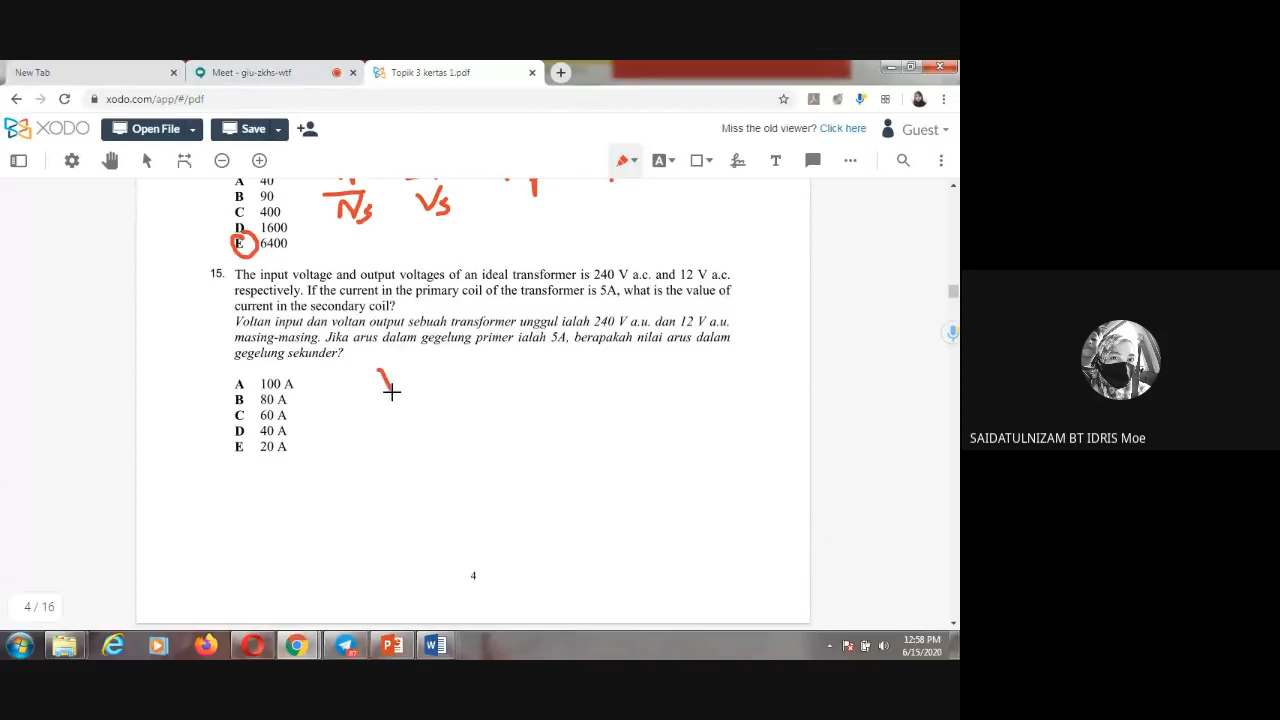 New Tab
Meet - giu-zkhs-wtf
Topik 3 kertas 1.pdf
xodo.com/app/#/pdf
XODO
Open File
Save
Miss the old viewer? Click here
Guest
A 40
B 90
C 400
D 1600
E 6400
Ns
Vs
15. The input voltage and output voltages of an ideal transformer is 240 V a.c. and 12 V a.c.
respectively. If the current in the primary coil of the transformer is 5A, what is the value of
current in the secondary coil?
Voltan input dan voltan output sebuah transformer unggul ialah 240 V a.u. dan 12 V a.u.
masing-masing. Jika arus dalam gegelung primer ialah 5A, berapakah nilai arus dalam
gegelung sekunder?
A 100 A
B 80 A
C 60 A
D 40 A
E 20 A
4
4 / 16
SAIDATULNIZAM BT IDRIS Moe
87
12:58 PM
6/15/2020